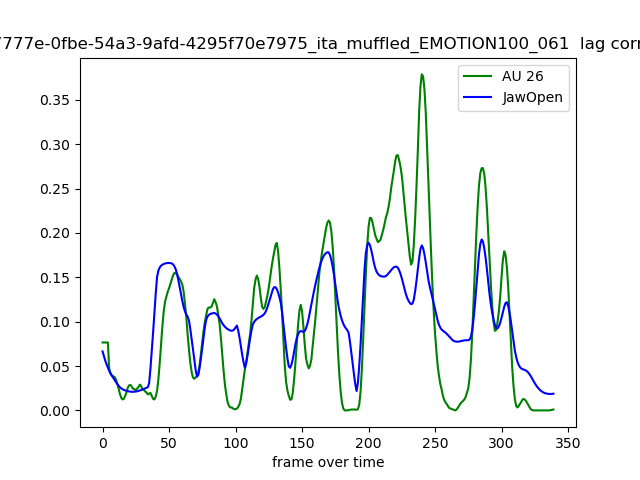 7777e-0fbe-54a3-9afd-4295f70e7975_ita_muffled_EMOTION100_061 lag corr
AU 26
JawOpen
0.35
0.30
0.25
0.20
0.15
0.10
0.05
0.00
0 50 100 150 200 250 300 350
frame over time